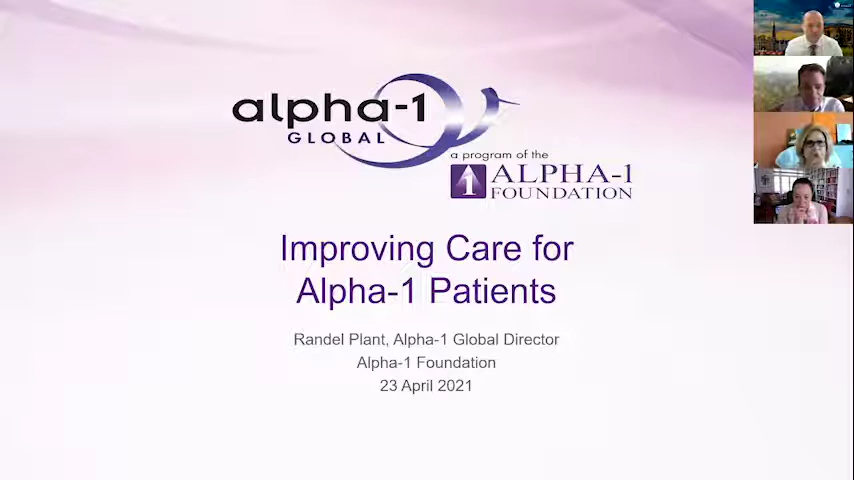 alpha-1
GLOBAL
a program of the
1 ALPHA-1
FOUNDATION
Improving Care for
Alpha-1 Patients
Randel Plant, Alpha-1 Global Director
Alpha-1 Foundation
23 April 2021